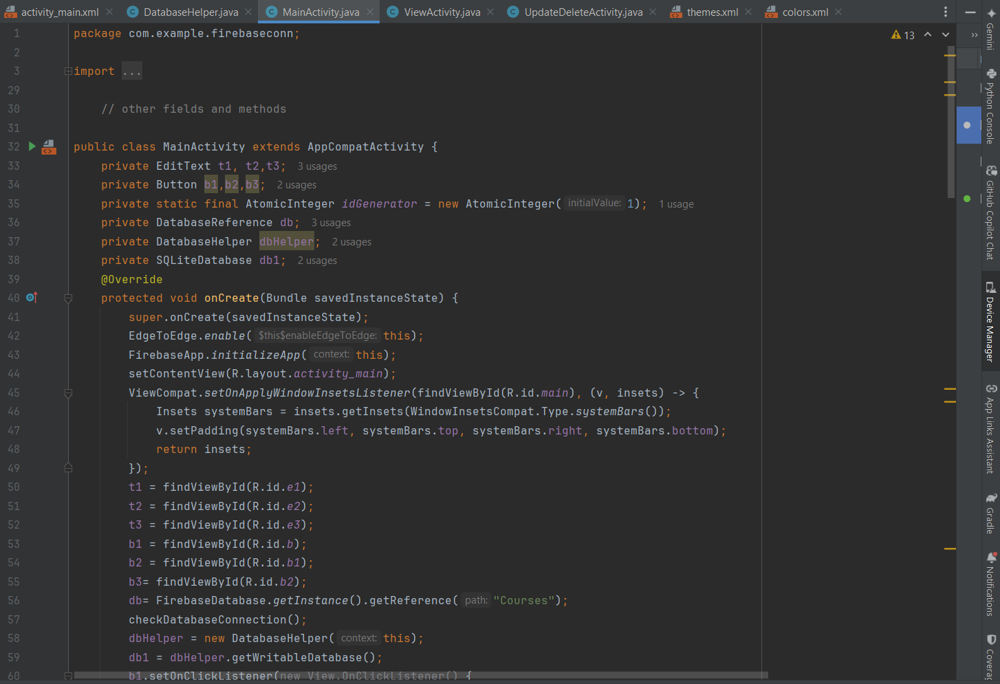 activity_main.xml DatabaseHelper.java MainActivity.java ViewActivity.java UpdateDeleteActivity.java themes.xml colors.xml
13
1 package com.example.firebaseconn;
2
3 import ...
29
30 // other fields and methods
31
32 public class MainActivity extends AppCompatActivity {
33 private EditText t1, t2,t3; 3 usages
34 private Button b1,b2,b3; 2 usages
35 private static final AtomicInteger idGenerator = new AtomicInteger( initialValue: 1); 1 usage
36 private DatabaseReference db; 3 usages
37 private DatabaseHelper dbHelper; 2 usages
38 private SQLiteDatabase db1; 2 usages
39 @Override
40 protected void onCreate(Bundle savedInstanceState) {
41 super.onCreate(savedInstanceState);
42 EdgeToEdge.enable( $this$enableEdgeToEdge: this);
43 FirebaseApp.initializeApp( context: this);
44 setContentView(R.layout.activity_main);
45 ViewCompat.setOnApplyWindowInsetsListener(findViewById(R.id.main), (v, insets) -> {
46 Insets systemBars = insets.getInsets(WindowInsetsCompat.Type.systemBars());
47 v.setPadding(systemBars.left, systemBars.top, systemBars.right, systemBars.bottom);
48 return insets;
49 });
50 t1 = findViewById(R.id.e1);
51 t2 = findViewById(R.id.e2);
52 t3 = findViewById(R.id.e3);
53 b1 = findViewById(R.id.b);
54 b2 = findViewById(R.id.b1);
55 b3= findViewById(R.id.b2);
56 db= FirebaseDatabase.getInstance().getReference( path: "Courses");
57 checkDatabaseConnection();
58 dbHelper = new DatabaseHelper( context: this);
59 db1 = dbHelper.getWritableDatabase();
60 b1.setOnClickListener(new View.OnClickListener() {
Gemini
Python Console
GitHub Copilot Chat
Device Manager
App Links Assistant
Gradle
Notifications
Coverag